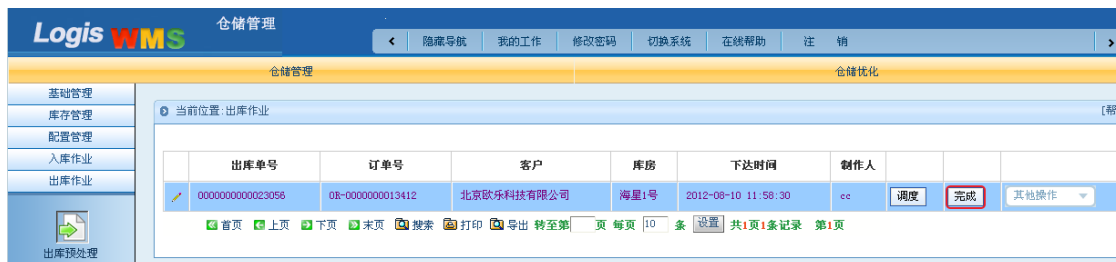 Logis WMS 仓储管理
隐藏导航 我的工作 修改密码 切换系统 在线帮助 注 销
仓储管理 仓储优化
基础管理
库存管理
配置管理
入库作业
出库作业
出库预处理
当前位置:出库作业 [帮
出库单号 订单号 客户 库房 下达时间 制作人
0000000000023056 OR-0000000013412 北京欧乐科技有限公司 海星1号 2012-08-10 11:58:30 cc 调度 完成 其他操作
首页 上页 下页 末页 搜索 打印 导出 转至第 页 每页 10 条 设置 共1页1条记录 第1页